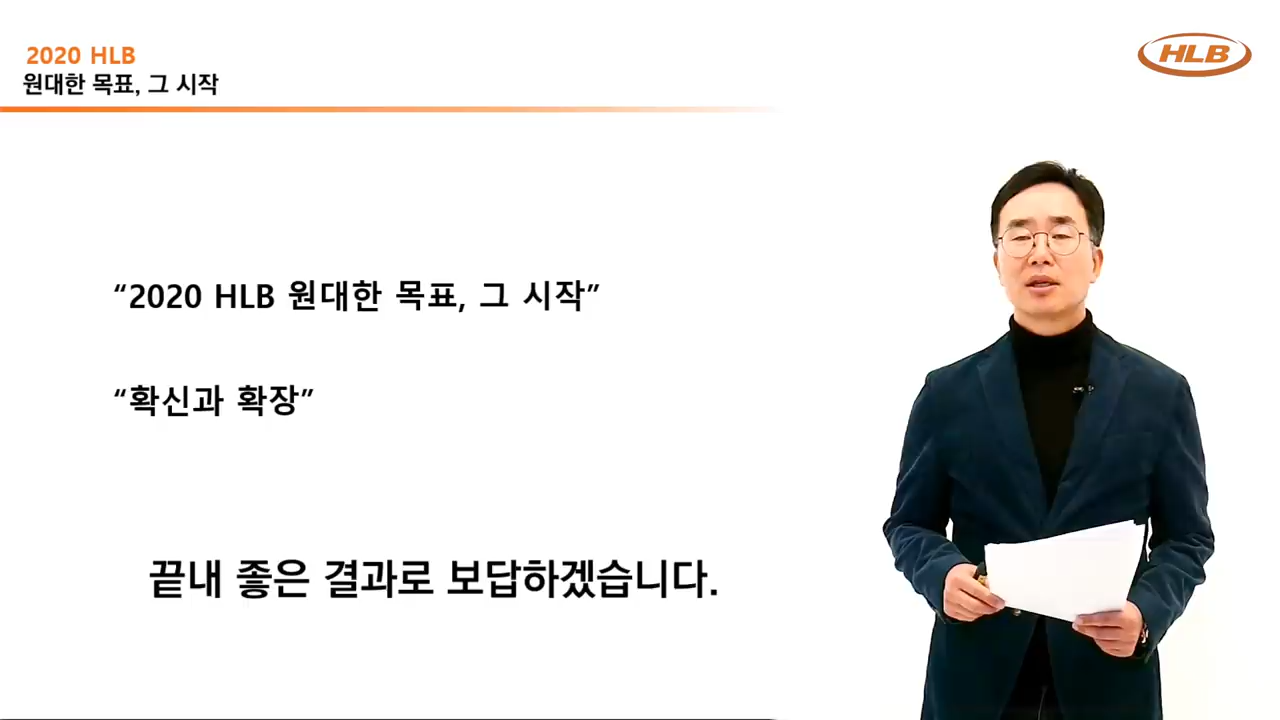 2020 HLB
원대한 목표, 그 시작
HLB
“2020 HLB 원대한 목표, 그 시작”
“확신과 확장”
끝내 좋은 결과로 보답하겠습니다.